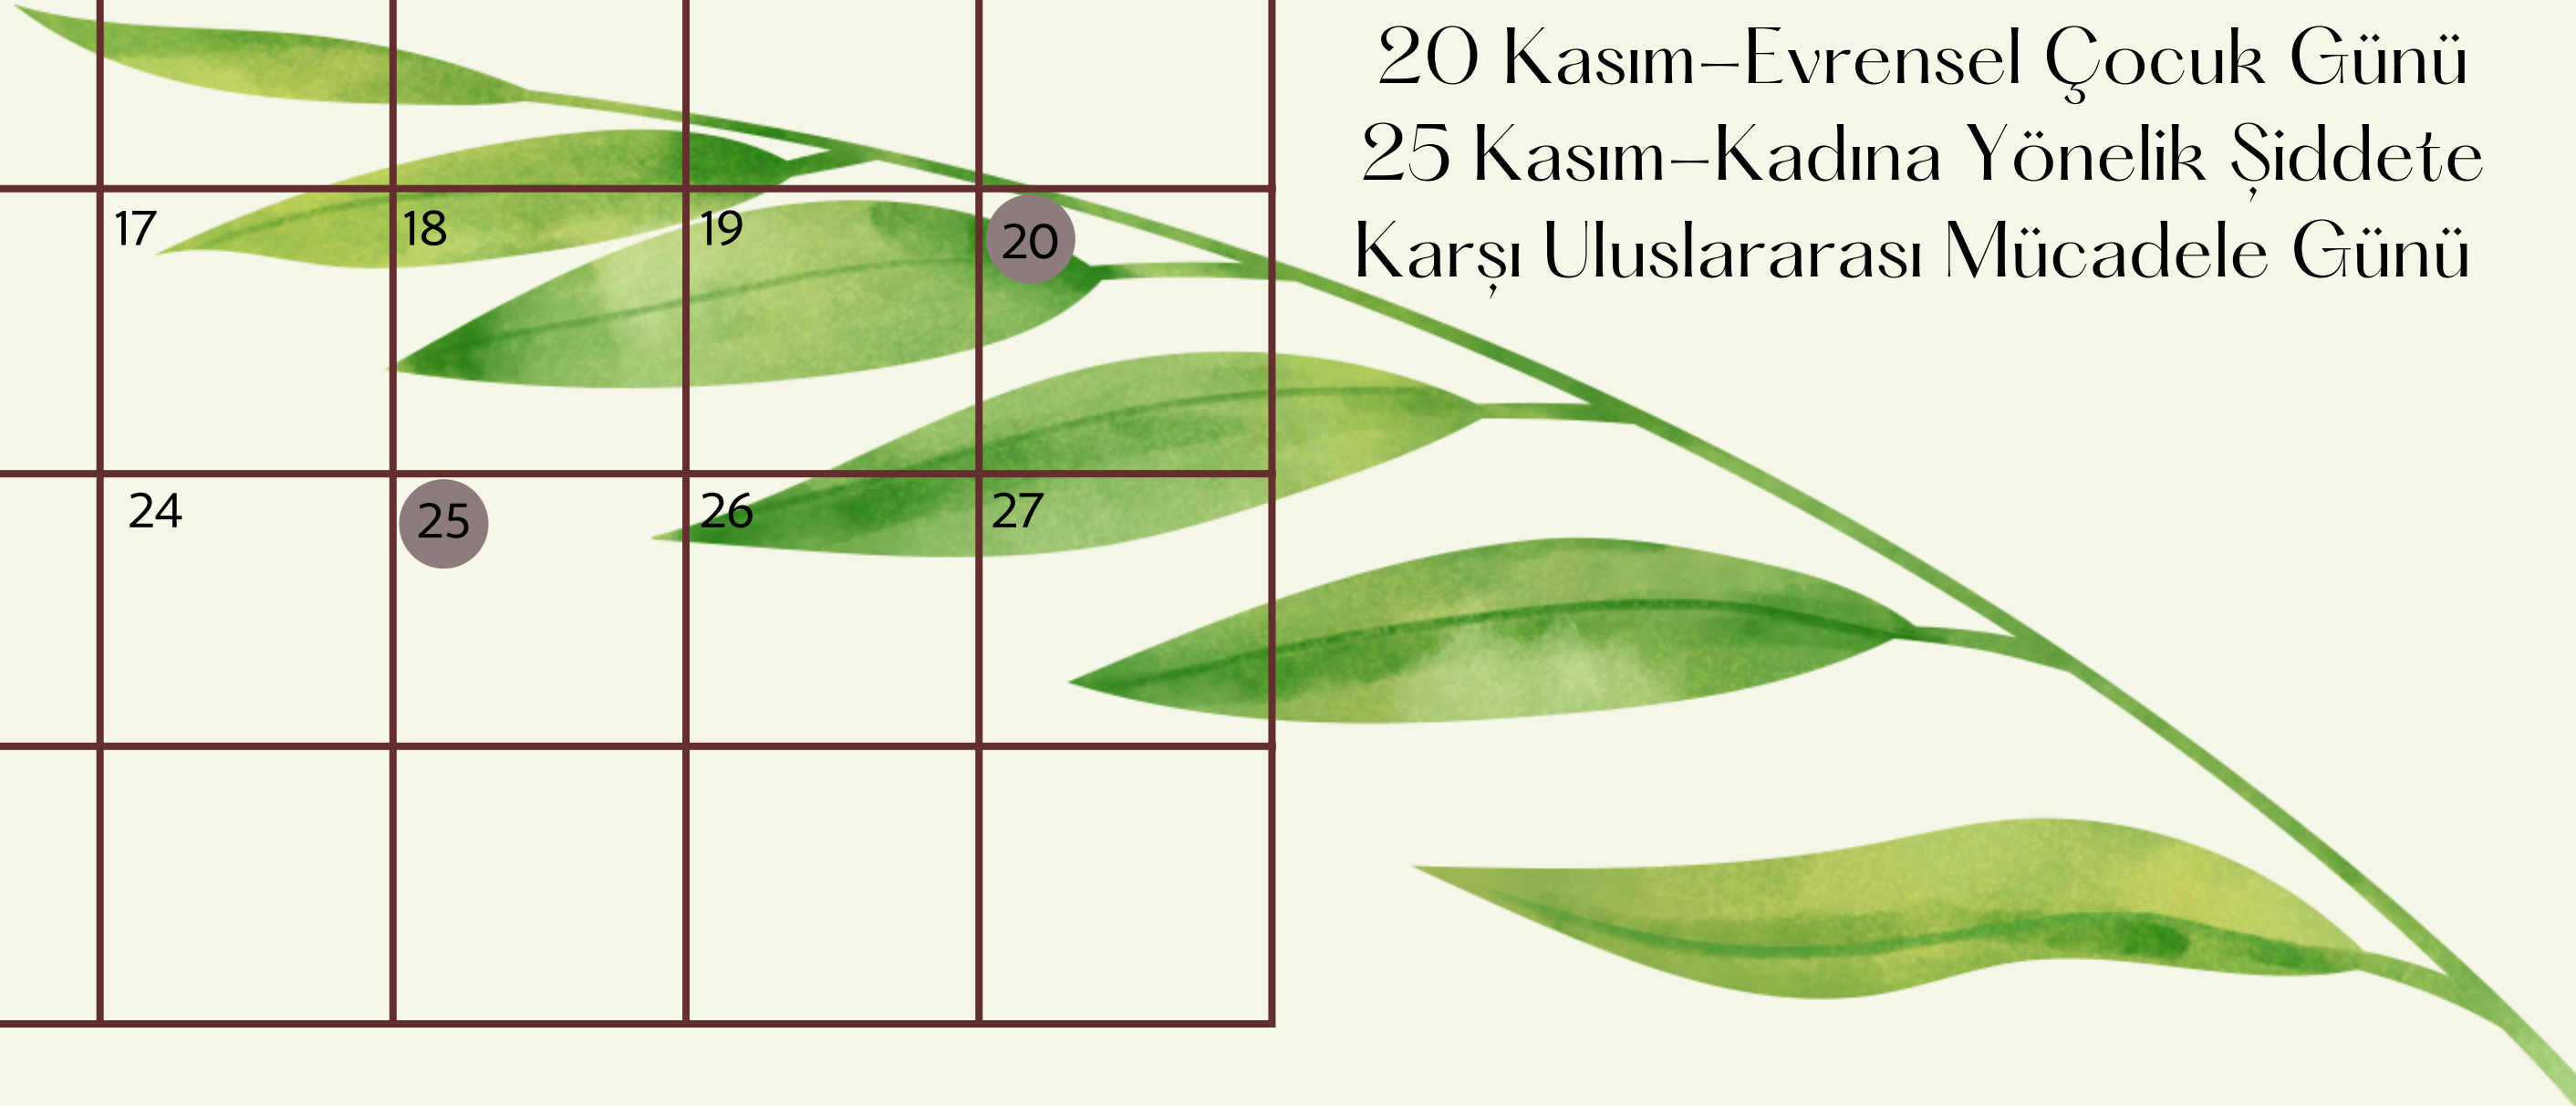 20 Kasım-Evrensel Çocuk Günü
25 Kasım-Kadına Yönelik Şiddete
Karşı Uluslararası Mücadele Günü
17 18 19 20
24 25 26 27